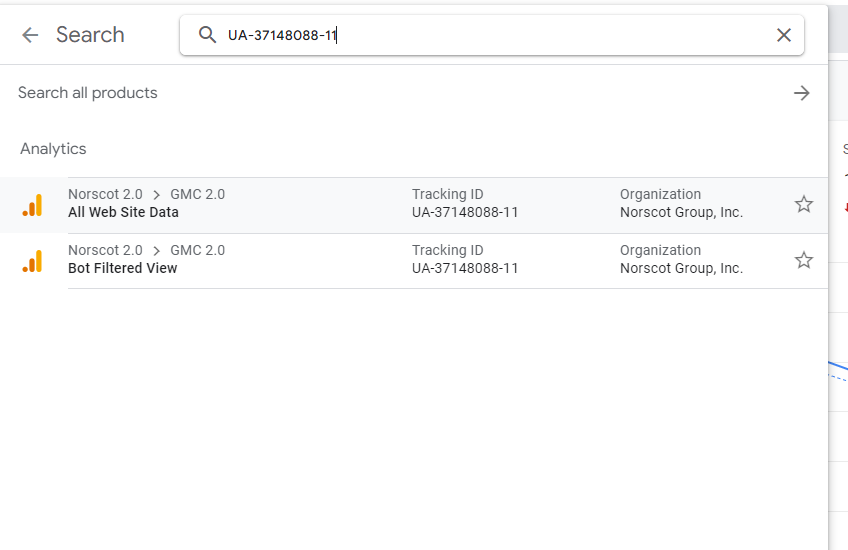 Search
UA-37148088-11
Search all products
Analytics
Norscot 2.0 > GMC 2.0 Tracking ID Organization
All Web Site Data UA-37148088-11 Norscot Group, Inc.
Norscot 2.0 > GMC 2.0 Tracking ID Organization
Bot Filtered View UA-37148088-11 Norscot Group, Inc.